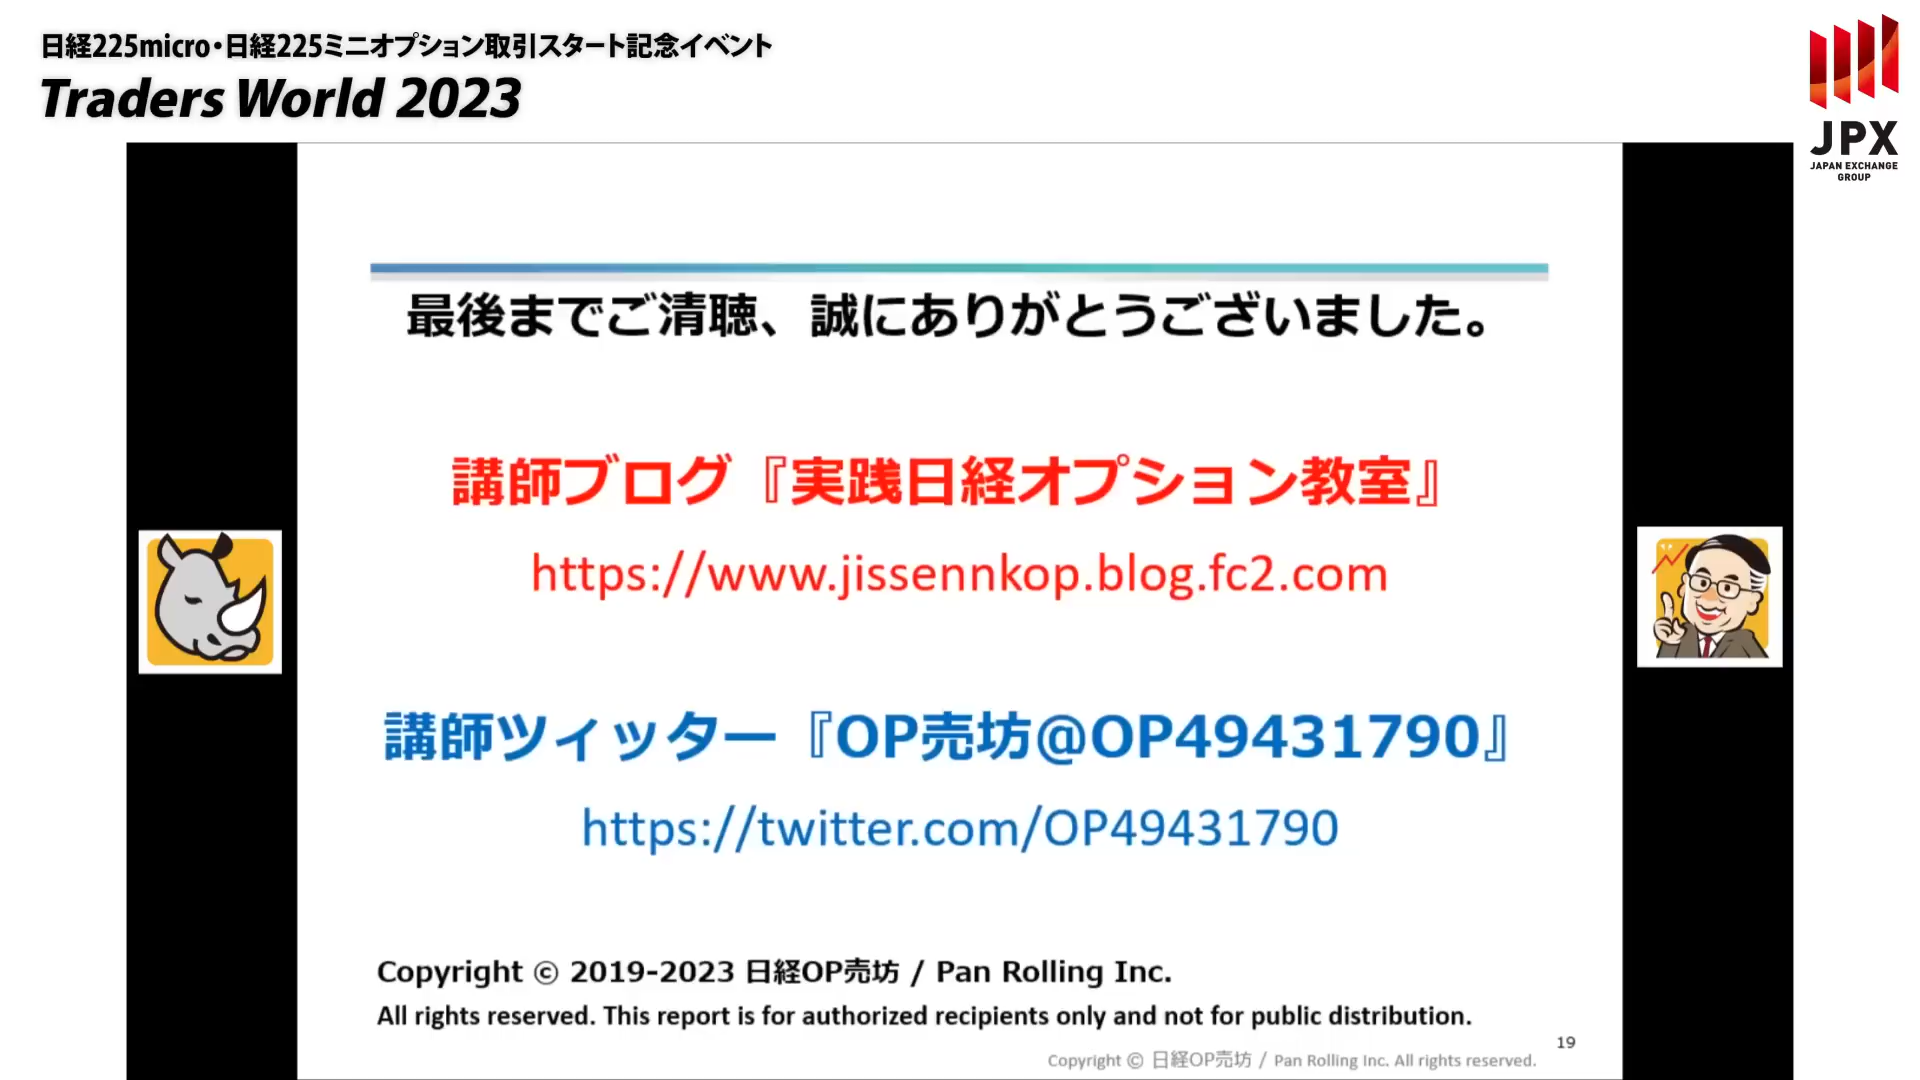 日経225micro・日経225ミニオプション取引スタート記念イベント
Traders World 2023
JPX
JAPAN EXCHANGE
GROUP
最後までご清聴、誠にありがとうございました。
講師ブログ『実践日経オプション教室』
https://www.jissennkop.blog.fc2.com
講師ツィッター『OP売坊@OP49431790』
https://twitter.com/OP49431790
Copyright © 2019-2023 日経OP売坊 / Pan Rolling Inc.
All rights reserved. This report is for authorized recipients only and not for public distribution.
19
Copyright © 日経OP売坊 / Pan Rolling Inc. All rights reserved.